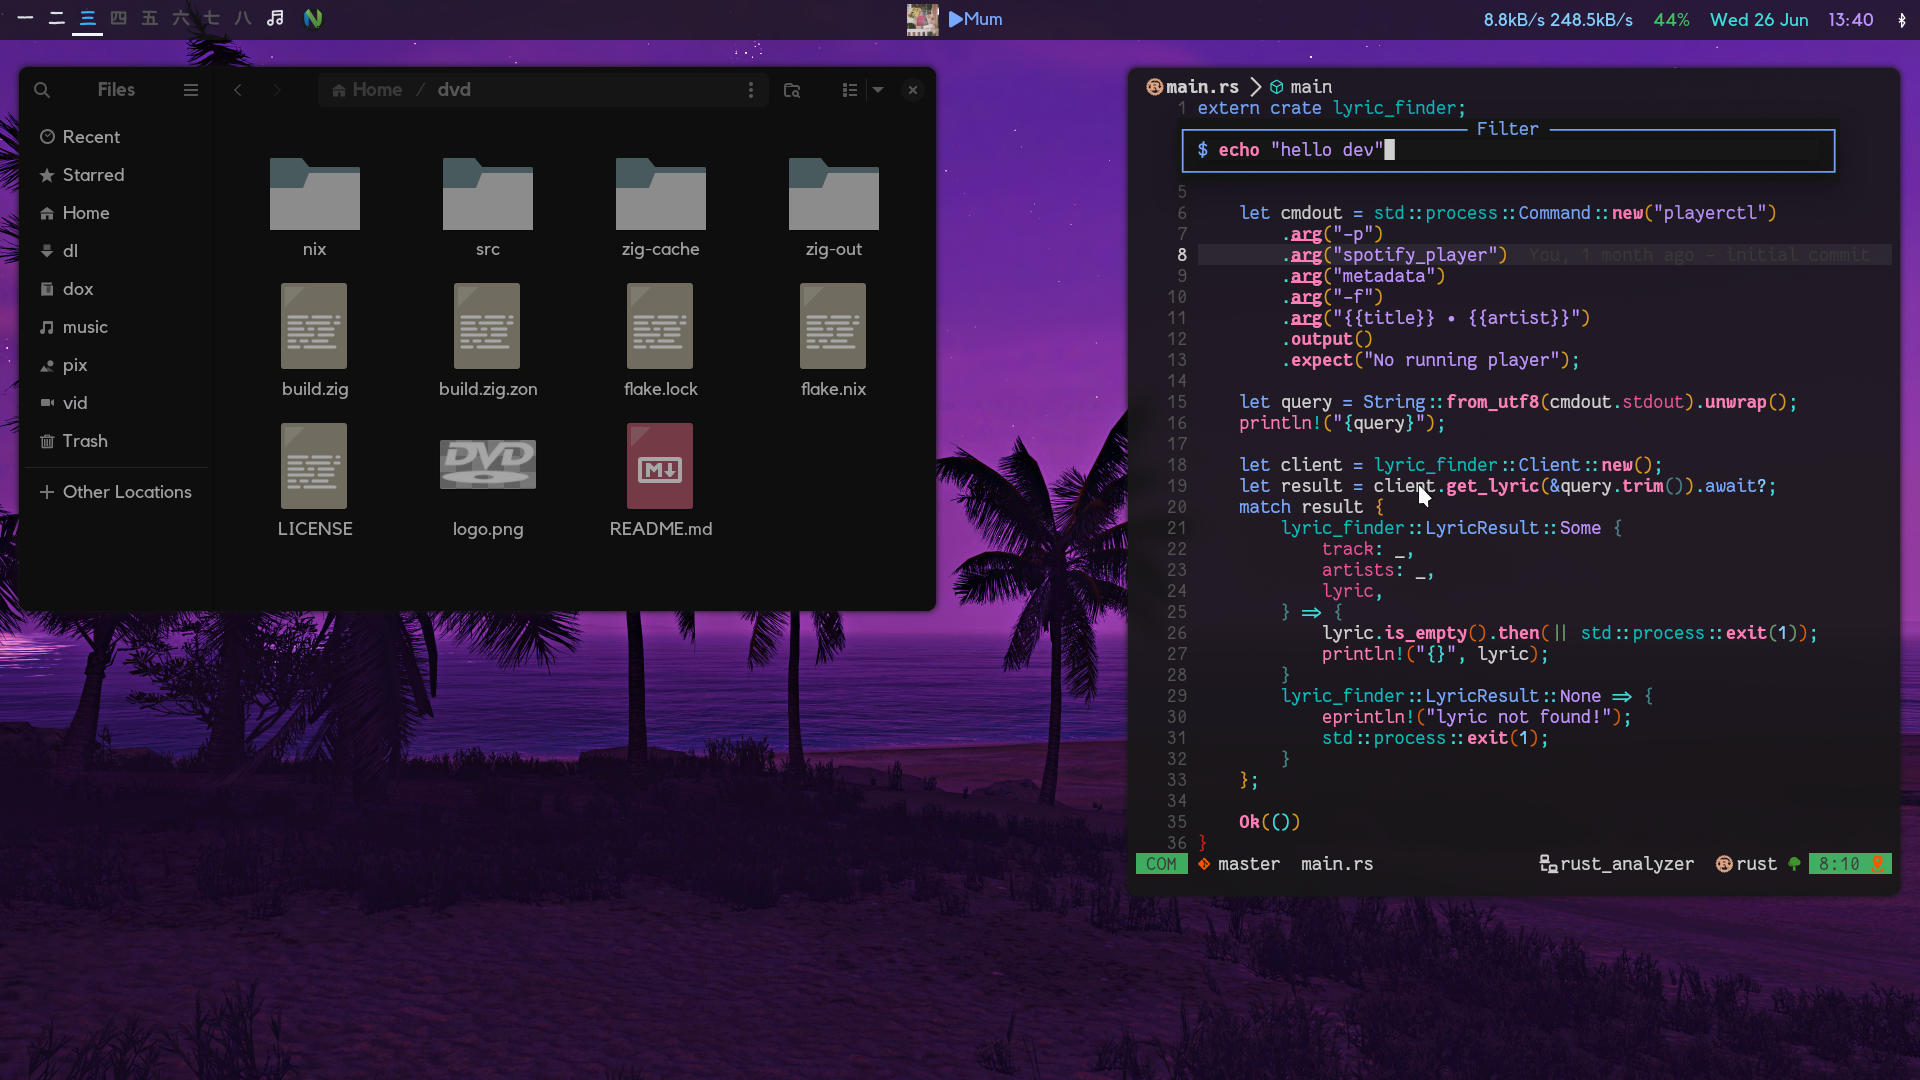 一 二 三 四 五 六 七 八
Mum
8.8kB/s 248.5kB/s 44% Wed 26 Jun 13:40
Files
Home / dvd
Recent
Starred
Home
dl
dox
music
pix
vid
Trash
Other Locations
nix src zig-cache zig-out
build.zig build.zig.zon flake.lock flake.nix
DVD
LICENSE logo.png README.md
main.rs > main
1 extern crate lyric_finder;
Filter
$ echo "hello dev"
5
6 let cmdout = std::process::Command::new("playerctl")
7 .arg("-p")
8 .arg("spotify_player") You, 1 month ago - initial commit
9 .arg("metadata")
10 .arg("-f")
11 .arg("{{title}} • {{artist}}")
12 .output()
13 .expect("No running player");
14
15 let query = String::from_utf8(cmdout.stdout).unwrap();
16 println!("{query}");
17
18 let client = lyric_finder::Client::new();
19 let result = client.get_lyric(&query.trim()).await?;
20 match result {
21 lyric_finder::LyricResult::Some {
22 track: _,
23 artists: _,
24 lyric,
25 } => {
26 lyric.is_empty().then(|| std::process::exit(1));
27 println!("{}", lyric);
28 }
29 lyric_finder::LyricResult::None => {
30 eprintln!("lyric not found!");
31 std::process::exit(1);
32 }
33 };
34
35 Ok(())
36 }
COM master main.rs rust_analyzer rust 8:10